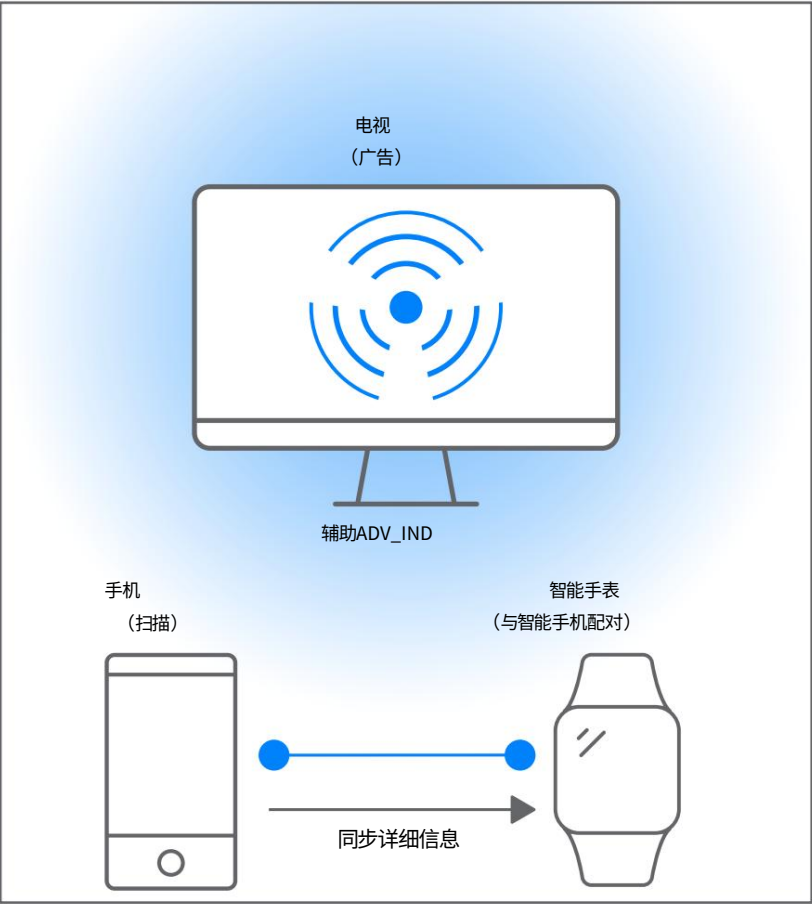 电视
（广告）
辅助ADV_IND
手机
（扫描）
智能手表
（与智能手机配对）
同步详细信息